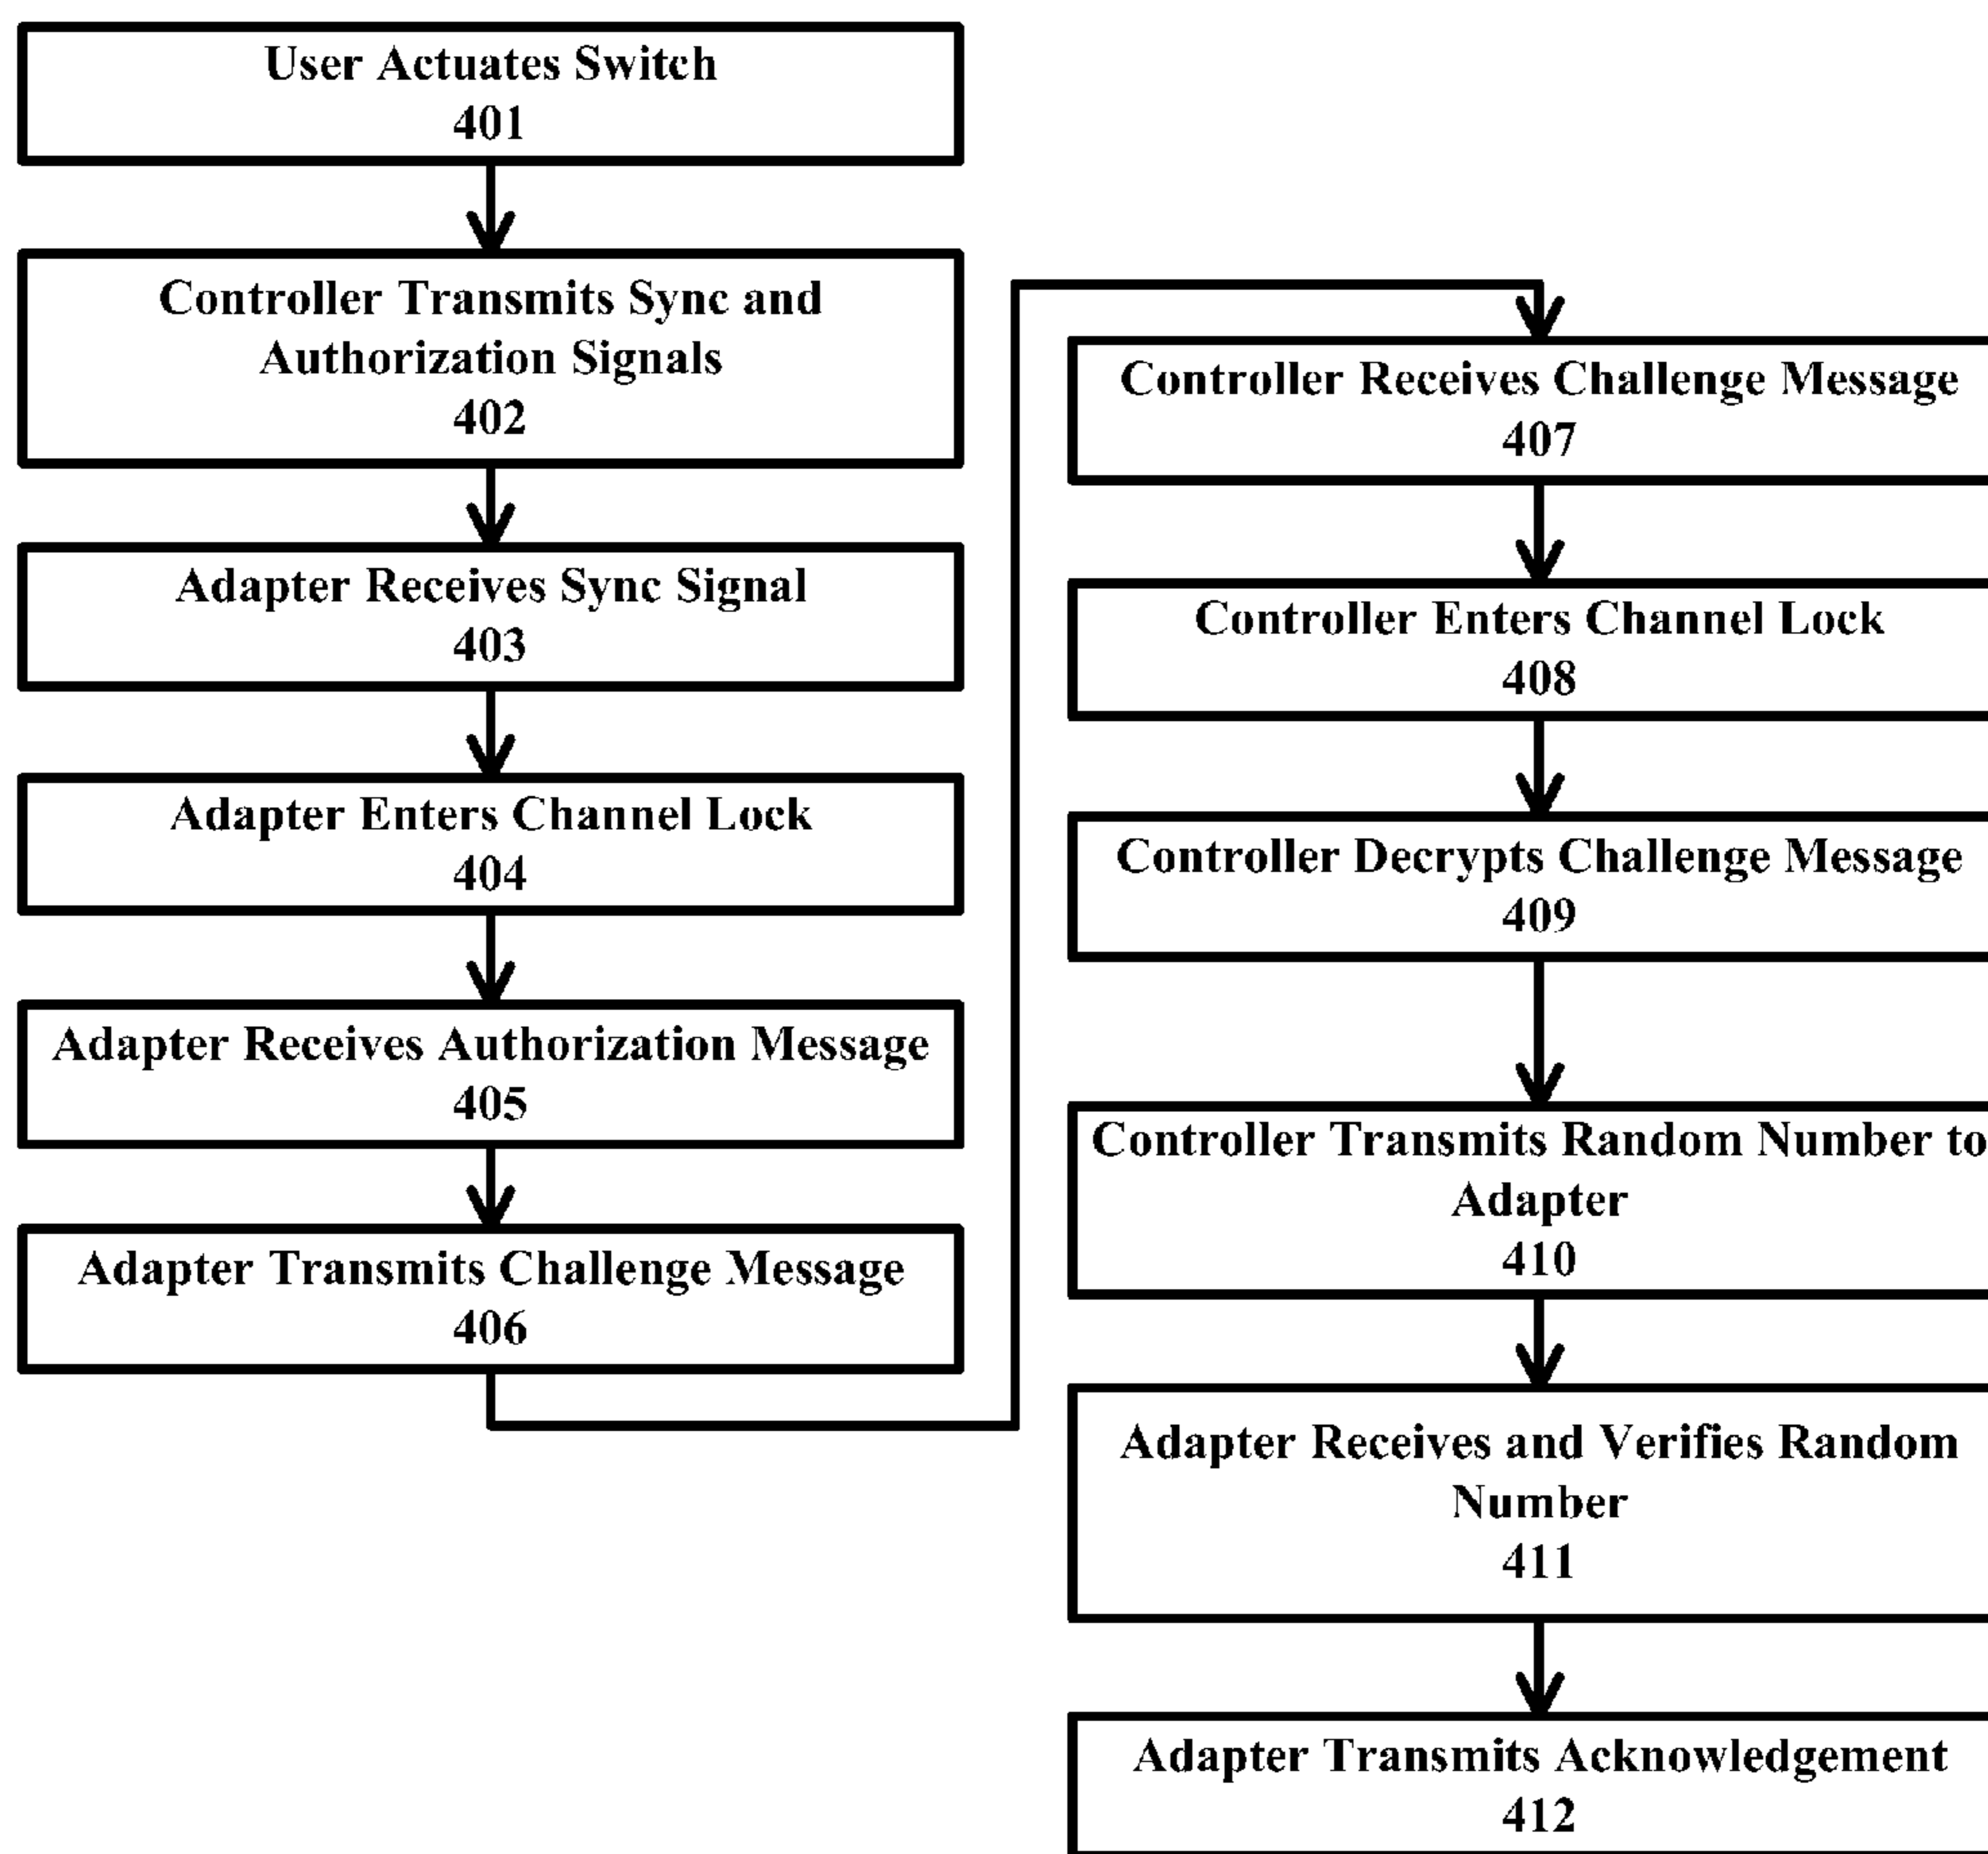 User Actuates Switch
401
Controller Transmits Sync and
Authorization Signals
402
Adapter Receives Sync Signal
403
Adapter Enters Channel Lock
404
Adapter Receives Authorization Message
405
Adapter Transmits Challenge Message
406
Controller Receives Challenge Message
407
Controller Enters Channel Lock
408
Controller Decrypts Challenge Message
409
Controller Transmits Random Number to
Adapter
410
Adapter Receives and Verifies Random
Number
411
Adapter Transmits Acknowledgement
412